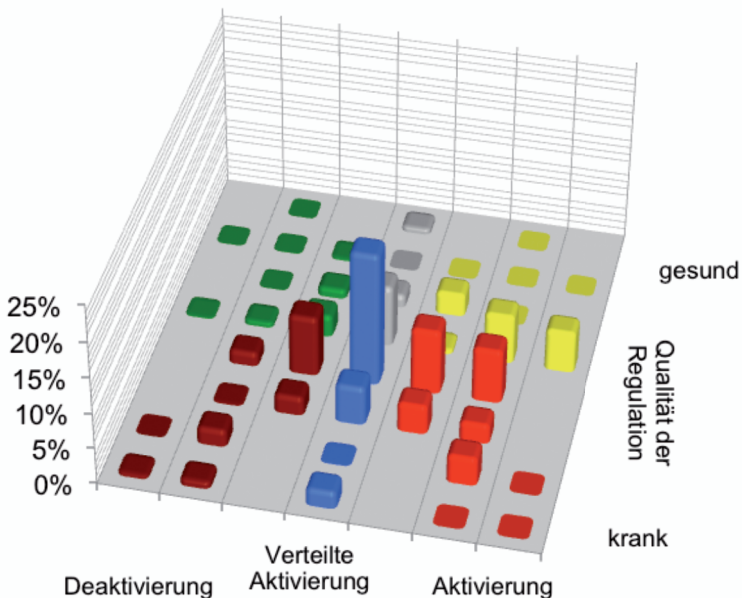 gesund
25%
20%
15%
10%
5%
0%
Qualität der
Regulation
krank
Verteilte
Aktivierung
Deaktivierung
Aktivierung